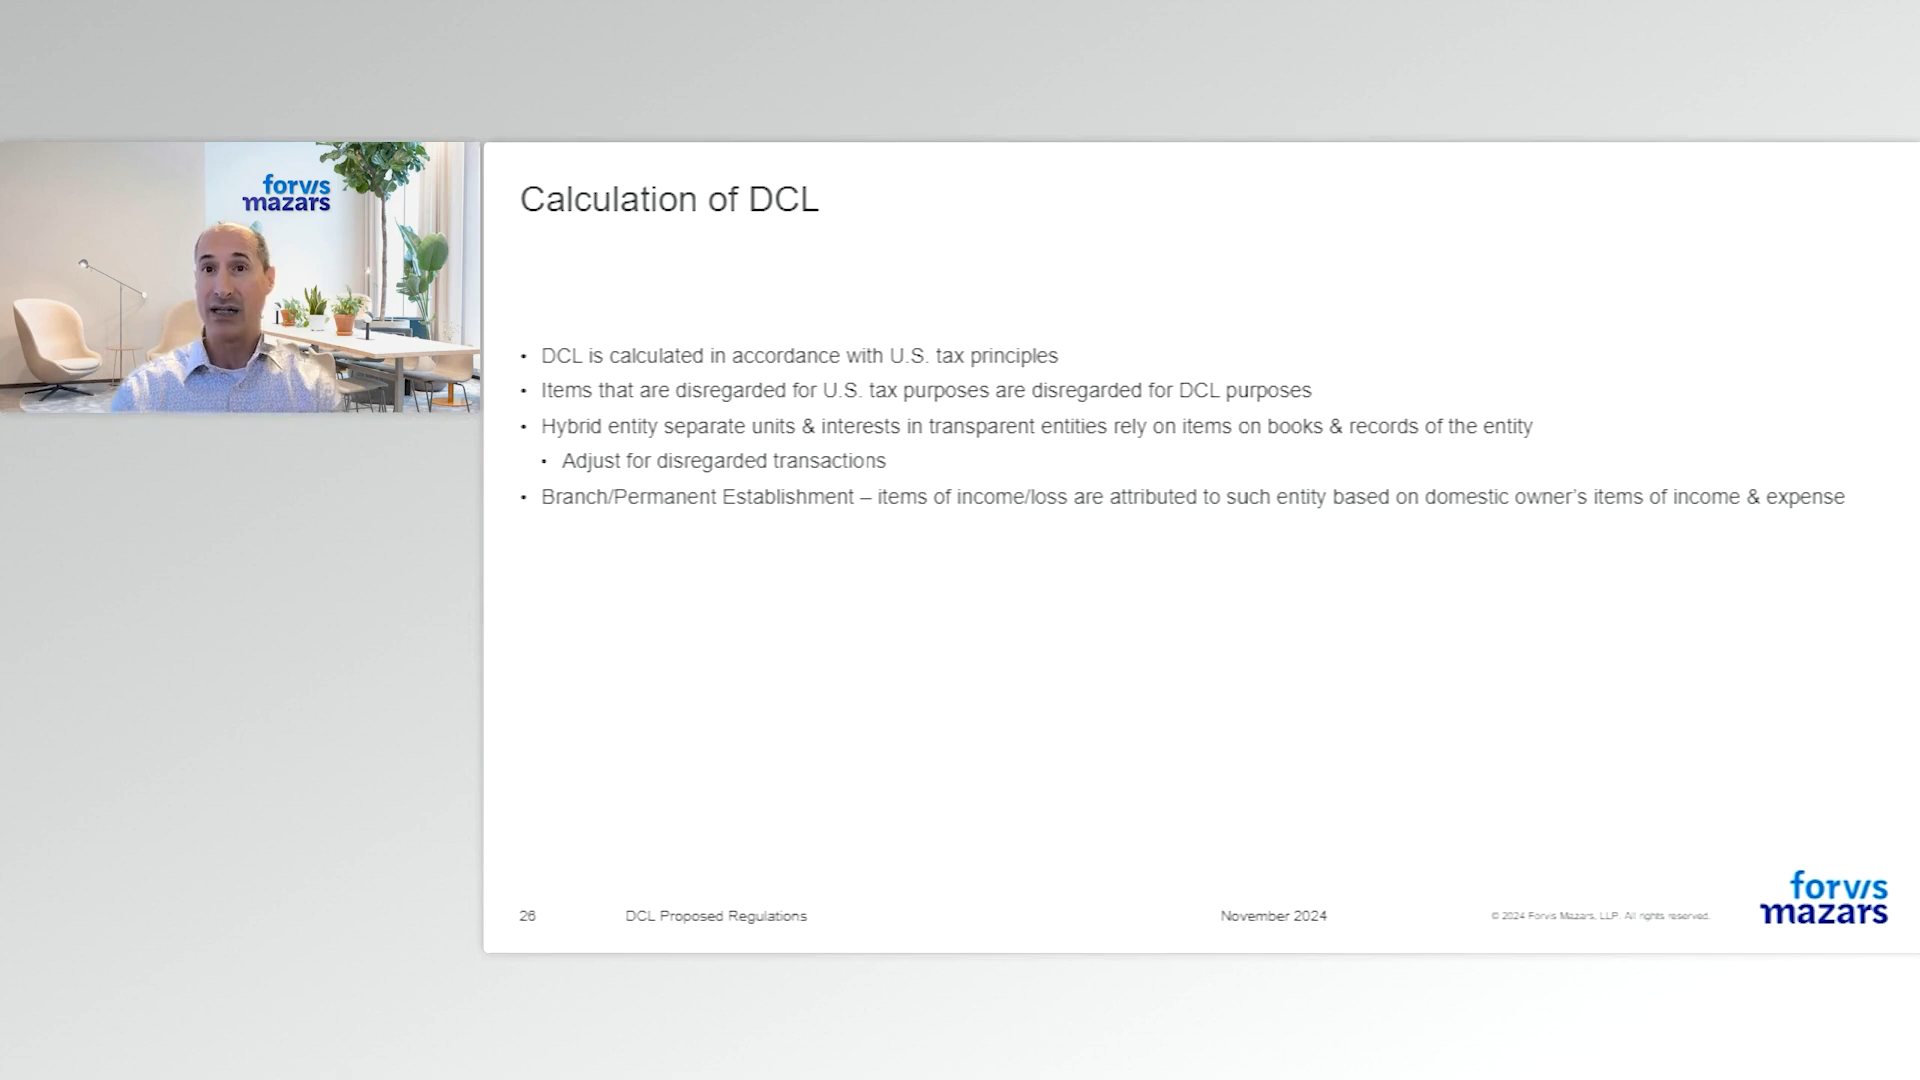 forvis
mazars
Calculation of DCL
• DCL is calculated in accordance with U.S. tax principles
• Items that are disregarded for U.S. tax purposes are disregarded for DCL purposes
• Hybrid entity separate units & interests in transparent entities rely on items on books & records of the entity
• Adjust for disregarded transactions
• Branch/Permanent Establishment – items of income/loss are attributed to such entity based on domestic owner’s items of income & expense
26 DCL Proposed Regulations November 2024 © 2024 Forvis Mazars, LLP. All rights reserved.
forvis
mazars